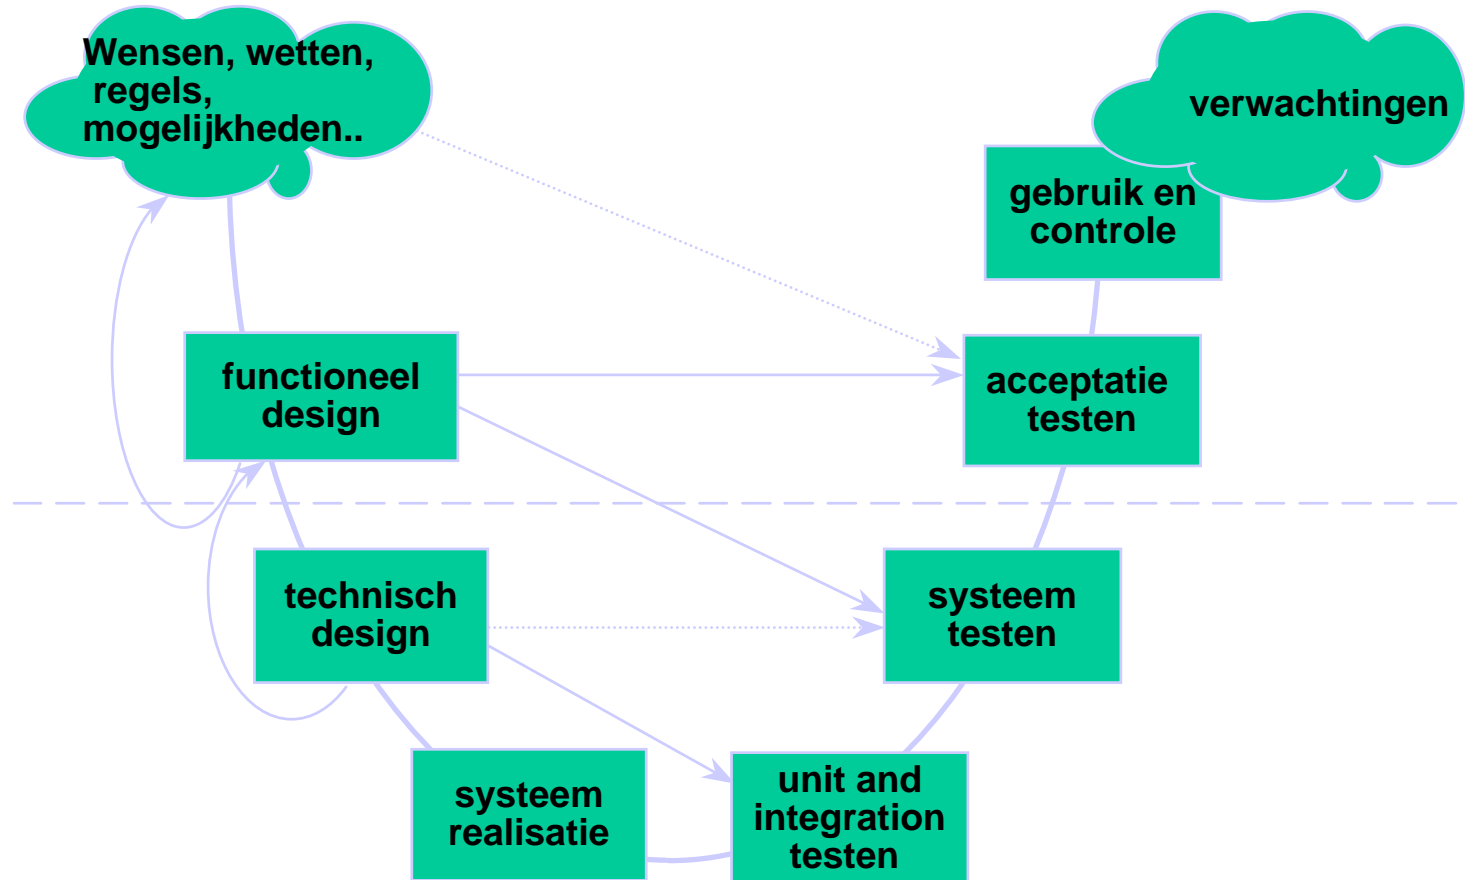 Wensen, wetten,
regels,
mogelijkheden..
verwachtingen
gebruik en
controle
functioneel
design
acceptatie
testen
technisch
design
systeem
testen
systeem
realisatie
unit and
integration
testen